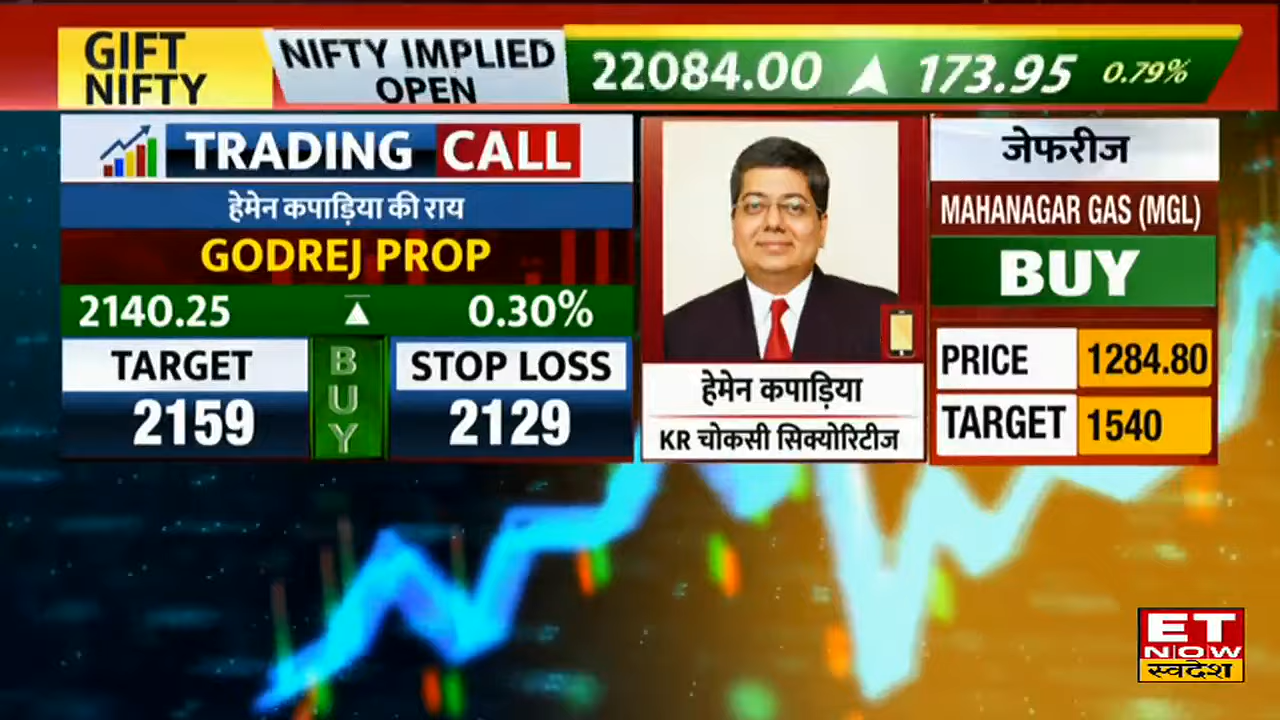 GIFT
NIFTY
NIFTY IMPLIED
OPEN
22084.00 173.95 0.79%
TRADING CALL
हेमेन कपाड़िया की राय
GODREJ PROP
2140.25 0.30%
TARGET
2159
BUY
STOP LOSS
2129
हेमेन कपाड़िया
KR चोकसी सिक्योरिटीज
जेफरीज
MAHANAGAR GAS (MGL)
BUY
PRICE 1284.80
TARGET 1540
ET
NOW
स्वदेश